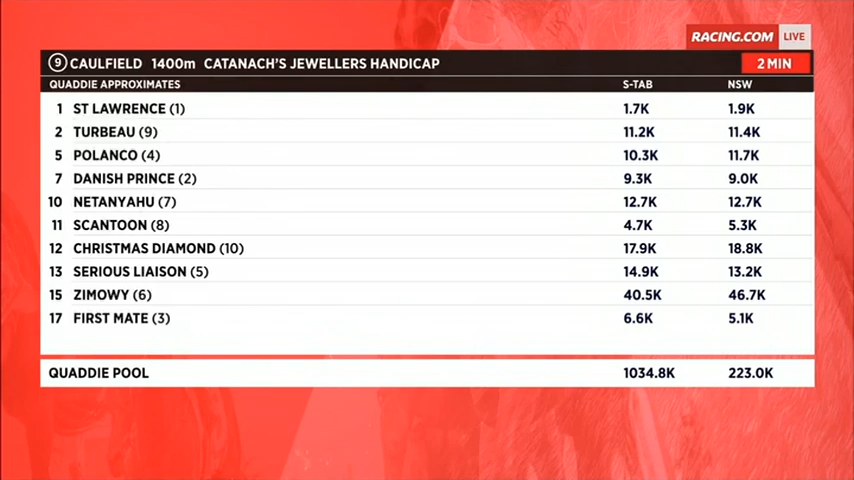 RACING.COM LIVE
9 CAULFIELD 1400m CATANACH'S JEWELLERS HANDICAP 2 MIN
QUADDIE APPROXIMATES S-TAB NSW
1 ST LAWRENCE (1) 1.7K 1.9K
2 TURBEAU (9) 11.2K 11.4K
5 POLANCO (4) 10.3K 11.7K
7 DANISH PRINCE (2) 9.3K 9.0K
10 NETANYAHU (7) 12.7K 12.7K
11 SCANTOON (8) 4.7K 5.3K
12 CHRISTMAS DIAMOND (10) 17.9K 18.8K
13 SERIOUS LIAISON (5) 14.9K 13.2K
15 ZIMOWY (6) 40.5K 46.7K
17 FIRST MATE (3) 6.6K 5.1K
QUADDIE POOL 1034.8K 223.0K